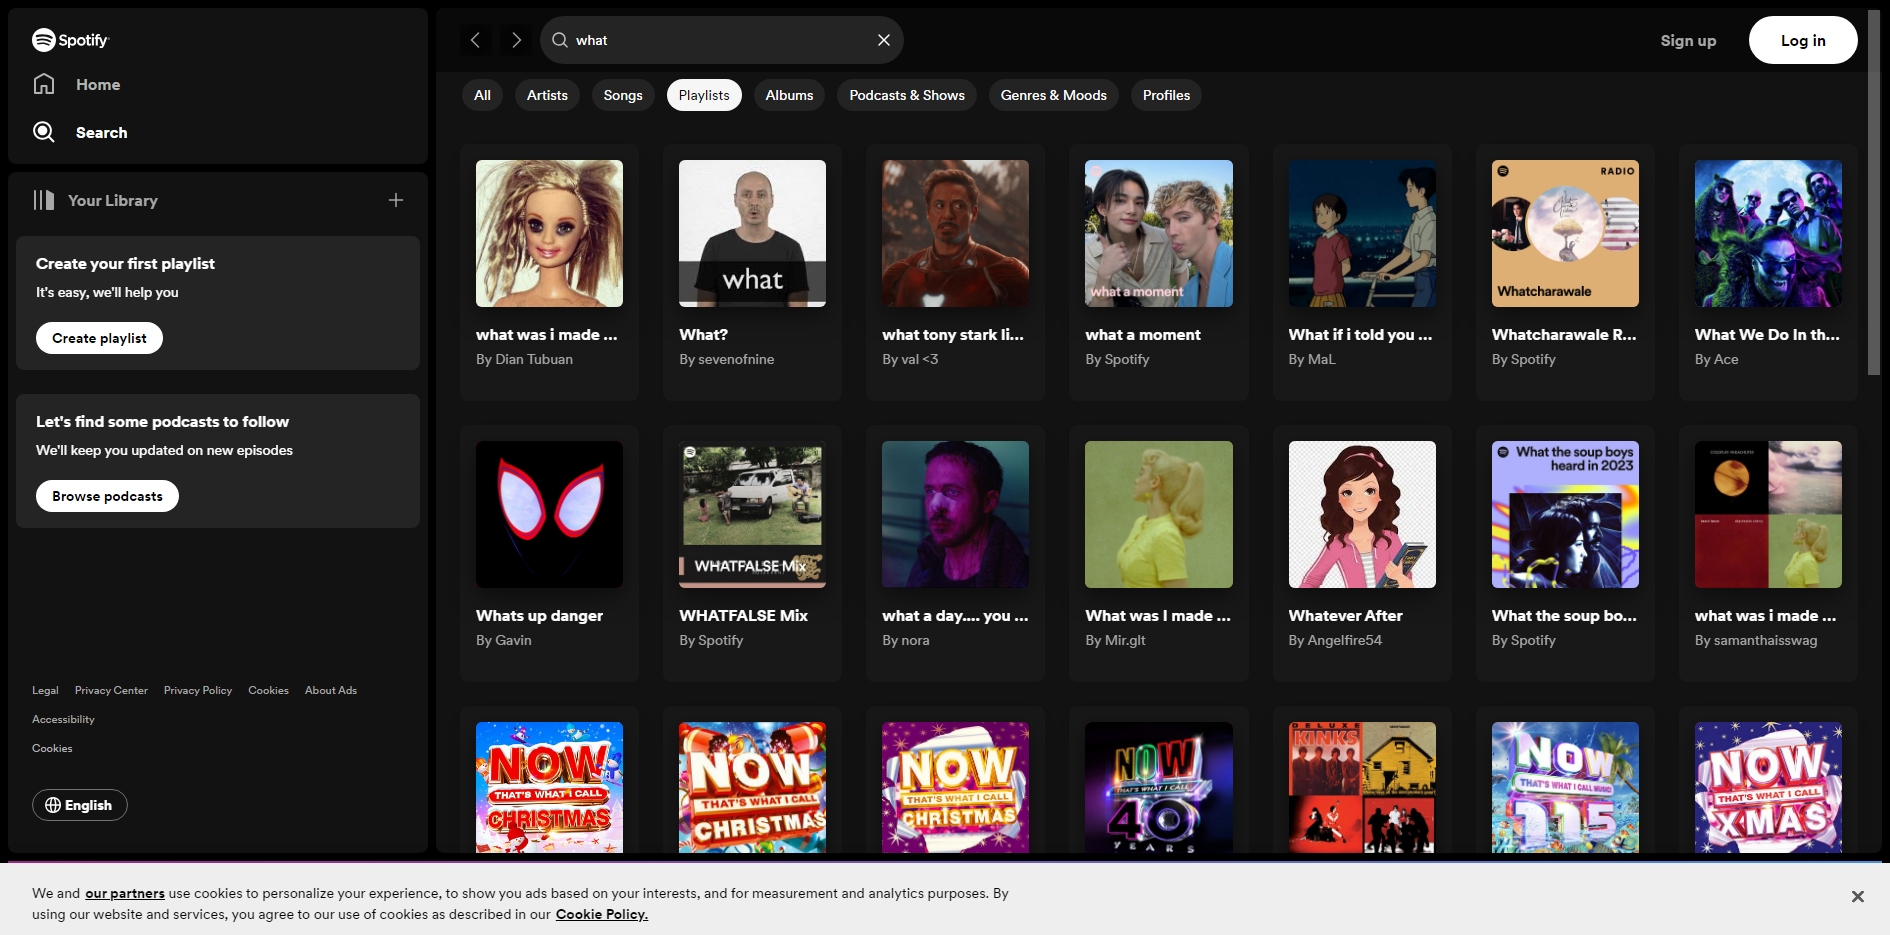 Spotify
Home
Search
Your Library
Create your first playlist
It's easy, we'll help you
Create playlist
Let's find some podcasts to follow
We'll keep you updated on new episodes
Browse podcasts
Legal Privacy Center Privacy Policy Cookies About Ads
Accessibility
Cookies
English
what
Sign up
Log in
All Artists Songs Playlists Albums Podcasts & Shows Genres & Moods Profiles
what
what a moment
RADIO
Whatcharawale
what was i made ...
What?
what tony stark li...
what a moment
What if i told you ...
Whatcharawale R...
What We Do In th...
By Dian Tubuan
By sevenofnine
By val <3
By Spotify
By MaL
By Spotify
By Ace
WHATFALSE Mix
What the soup boys
heard in 2023
Whats up danger
WHATFALSE Mix
what a day.... you ...
What was I made ...
Whatever After
What the soup bo...
what was i made ...
By Gavin
By Spotify
By nora
By Mir.glt
By Angelfire54
By Spotify
By samanthaisswag
NOW
THAT'S WHAT I CALL
CHRISTMAS
NOW
THAT'S WHAT I CALL
CHRISTMAS
NOW
THAT'S WHAT I CALL
CHRISTMAS
NOW
THAT'S WHAT I CALL
40
YEARS
DELUXE
KINKS
NOW
THAT'S WHAT I CALL MUSIC!
115
NOW
THAT'S WHAT I CALL
XMAS
We and our partners use cookies to personalize your experience, to show you ads based on your interests, and for measurement and analytics purposes. By
using our website and services, you agree to our use of cookies as described in our Cookie Policy.